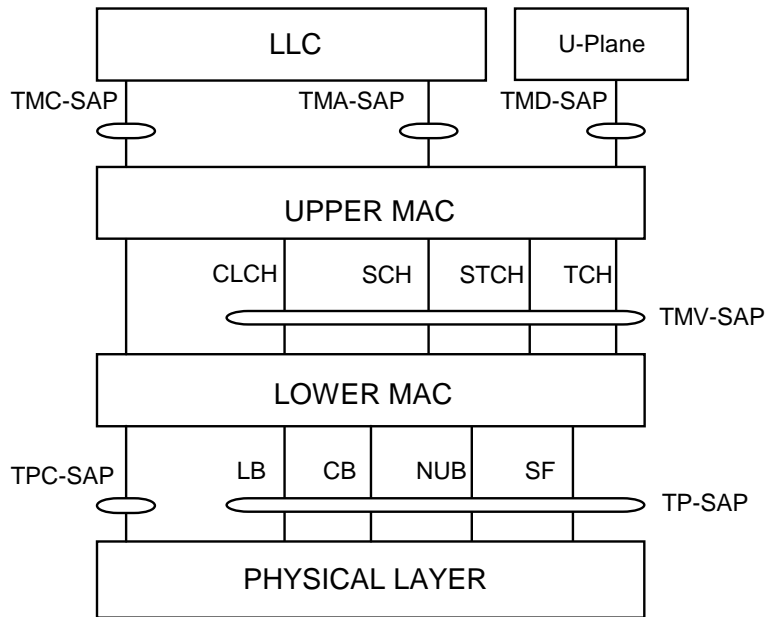 LLC
U-Plane
TMC-SAP
TMA-SAP
TMD-SAP
UPPER MAC
CLCH
SCH
STCH
TCH
TMV-SAP
LOWER MAC
TPC-SAP
LB
CB
NUB
SF
TP-SAP
PHYSICAL LAYER